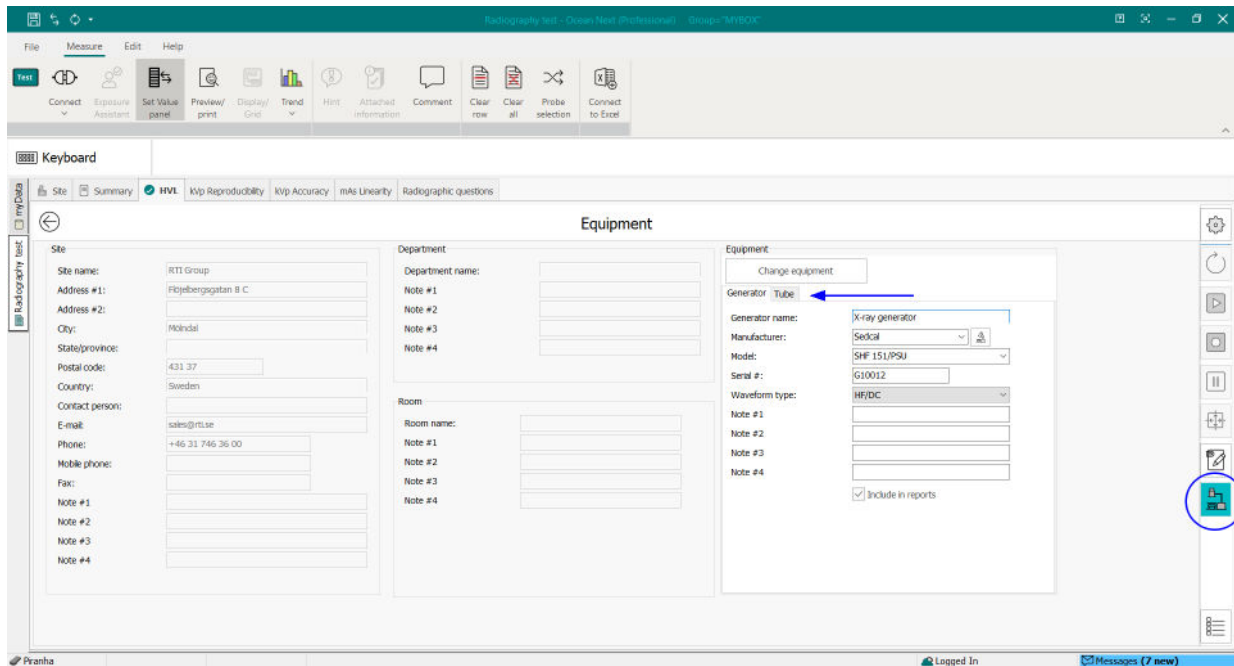 Radiography test - Ocean Next (Professional) Group="MYBOX"
File Measure Edit Help
Test
Connect
Exposure Assistant
Set Value panel
Preview/ print
Display/ Grid
Trend
Hint
Attached information
Comment
Clear row
Clear all
Probe selection
Connect to Excel
Keyboard
myData
Radiography test
Site Summary HVL kVp Reproducibility kVp Accuracy mAs Linearity Radiographic questions
Equipment
Site
Site name: RTI Group
Address #1: Flöjelbergsgatan 8 C
Address #2:
City: Mölndal
State/province:
Postal code: 431 37
Country: Sweden
Contact person:
E-mail: sales@rti.se
Phone: +46 31 746 36 00
Mobile phone:
Fax:
Note #1
Note #2
Note #3
Note #4
Department
Department name:
Note #1
Note #2
Note #3
Note #4
Room
Room name:
Note #1
Note #2
Note #3
Note #4
Equipment
Change equipment
Generator Tube
Generator name: X-ray generator
Manufacturer: Sedcal
Model: SHF 151/PSU
Serial #: G10012
Waveform type: HF/DC
Note #1
Note #2
Note #3
Note #4
Include in reports
Piranha
Logged In
Messages (7 new)